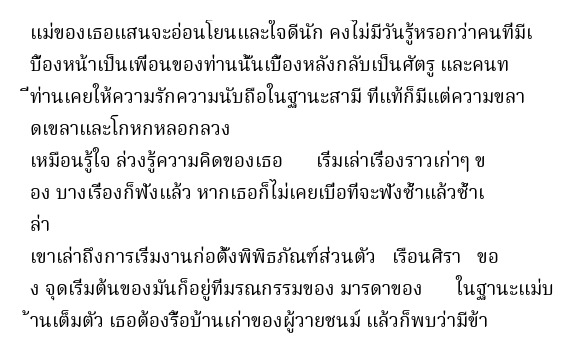 แม่ของเธอแสนจะอ่อนโยนและใจดีนัก คงไม่มีวันรู้หรอกว่าคนที่มีเ
บื้องหน้าเป็นเพื่อนของท่านนั้นเบื้องหลังกลับเป็นศัตรู และคนท
ี่ท่านเคยให้ความรักความนับถือในฐานะสามี ที่แท้ก็มีแต่ความขลา
ดเขลาและโกหกหลอกลวง
เหมือนรู้ใจ ล่วงรู้ความคิดของเธอ เริ่มเล่าเรื่องราวเก่าๆ ข
อง บางเรื่องก็ฟังแล้ว หากเธอก็ไม่เคยเบื่อที่จะฟังซ้ำแล้วซ้ำเ
ล่า
เขาเล่าถึงการเริ่มงานก่อตั้งพิพิธภัณฑ์ส่วนตัว เรือนศิรา ขอ
ง จุดเริ่มต้นของมันก็อยู่ที่มรณกรรมของ มารดาของ ในฐานะแม่บ
้านเต็มตัว เธอต้องรื้อบ้านเก่าของผู้วายชนม์ แล้วก็พบว่ามีข้า